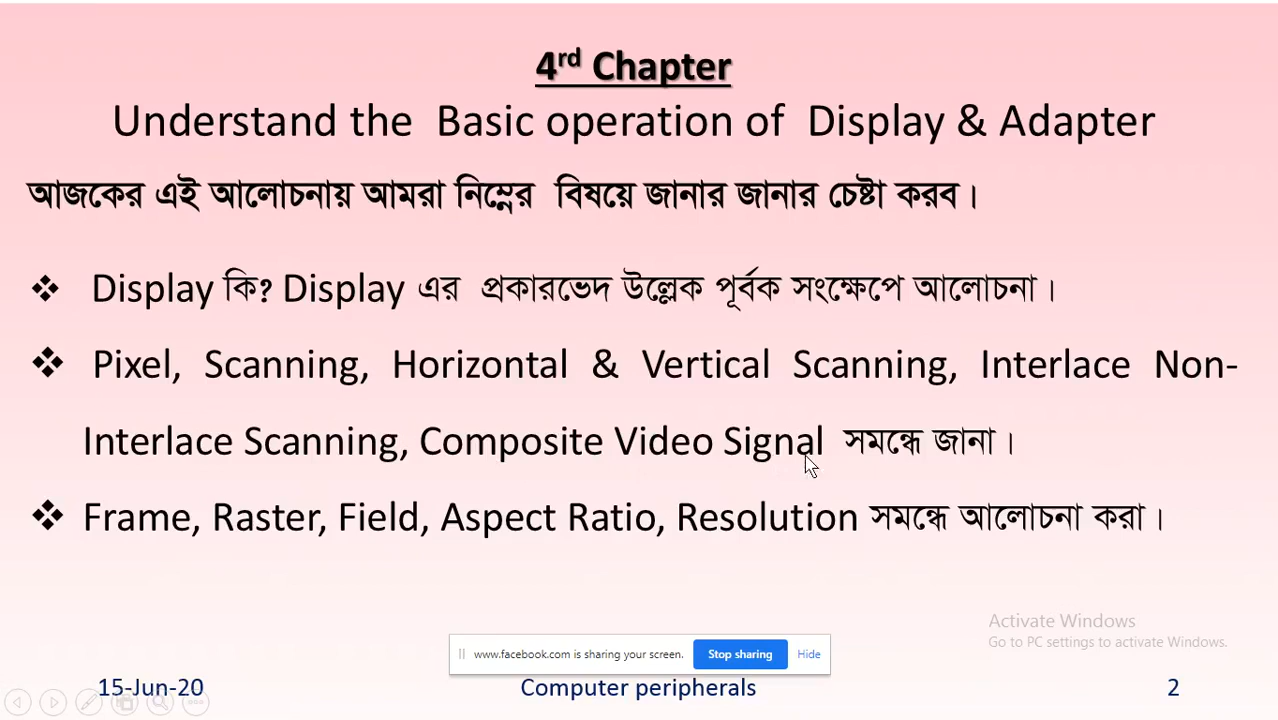 4rd Chapter
Understand the Basic operation of Display & Adapter
আজকের এই আলোচনায় আমরা নিম্নের বিষয়ে জানার জানার চেষ্টা করব।
❖ Display কি? Display এর প্রকারভেদ উল্লেক পূর্বক সংক্ষেপে আলোচনা।
❖ Pixel, Scanning, Horizontal & Vertical Scanning, Interlace Non-
Interlace Scanning, Composite Video Signal সমন্ধে জানা।
❖ Frame, Raster, Field, Aspect Ratio, Resolution সমন্ধে আলোচনা করা।
Activate Windows
Go to PC settings to activate Windows.
www.facebook.com is sharing your screen. Stop sharing Hide
15-Jun-20 Computer peripherals 2